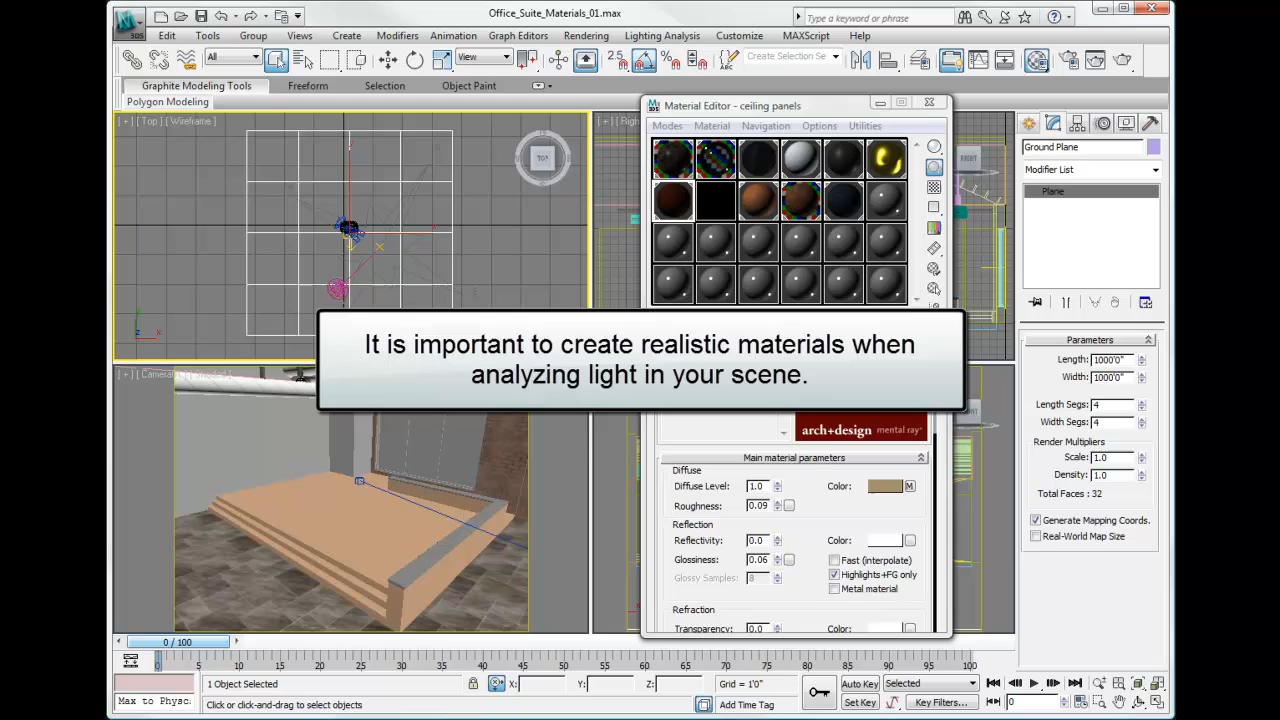 Office_Suite_Materials_01.max
Type a keyword or phrase
3DS
Edit Tools Group Views Create Modifiers Animation Graph Editors Rendering Lighting Analysis Customize MAXScript Help
All
View
2.5
Create Selection Se
Graphite Modeling Tools Freeform Selection Object Paint
Polygon Modeling
[ + ] [ Top ] [ Wireframe ]
TOP
Material Editor - ceiling panels
Modes Material Navigation Options Utilities
RIGHT
Ground Plane
Modifier List
Plane
It is important to create realistic materials when
analyzing light in your scene.
Parameters
Length: 1000'0"
Width: 1000'0"
Length Segs: 4
Width Segs: 4
Render Multipliers
Scale: 1.0
Density: 1.0
Total Faces : 32
Generate Mapping Coords.
Real-World Map Size
arch+design mental ray
Main material parameters
Diffuse
Diffuse Level: 1.0 Color: M
Roughness: 0.09
Reflection
Reflectivity: 0.0 Color:
Glossiness: 0.06 Fast (interpolate)
Glossy Samples: 8 Highlights+FG only
Metal material
Refraction
Transparency: 0.0 Color:
0 / 100
0 5 10 15 20 25 30 35 40 45 50 55 60 65 70 75 80 85 90 95 100
1 Object Selected X: Y: Z: Grid = 1'0" Auto Key Selected
Max to Physc. Click or click-and-drag to select objects Add Time Tag Set Key Key Filters... 0